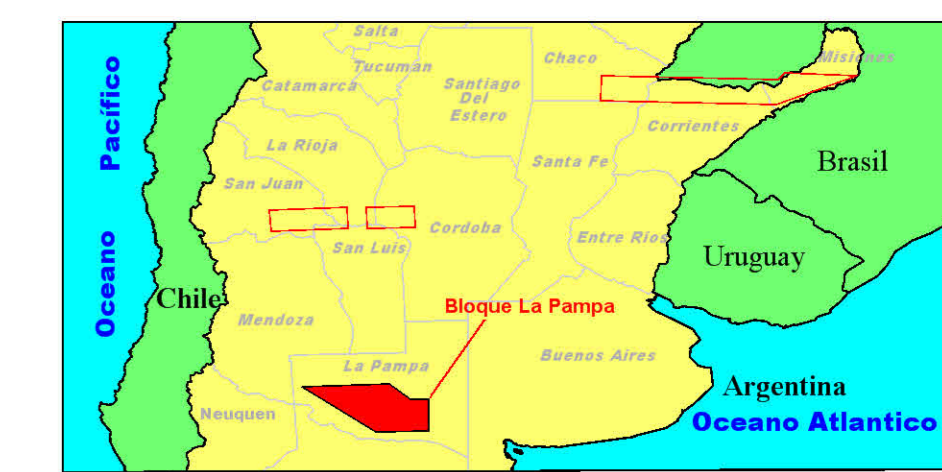 Salta
Pacífico
Chaco
Misiones
Tucuman
Catamarca
Santiago
Del
Estero
Corrientes
La Rioja
Santa Fe
Brasil
San Juan
Cordoba
Entre Rios
San Luis
Uruguay
Oceano
Chile
Bloque La Pampa
Mendoza
Buenos Aires
La Pampa
Argentina
Neuquen
Oceano Atlantico